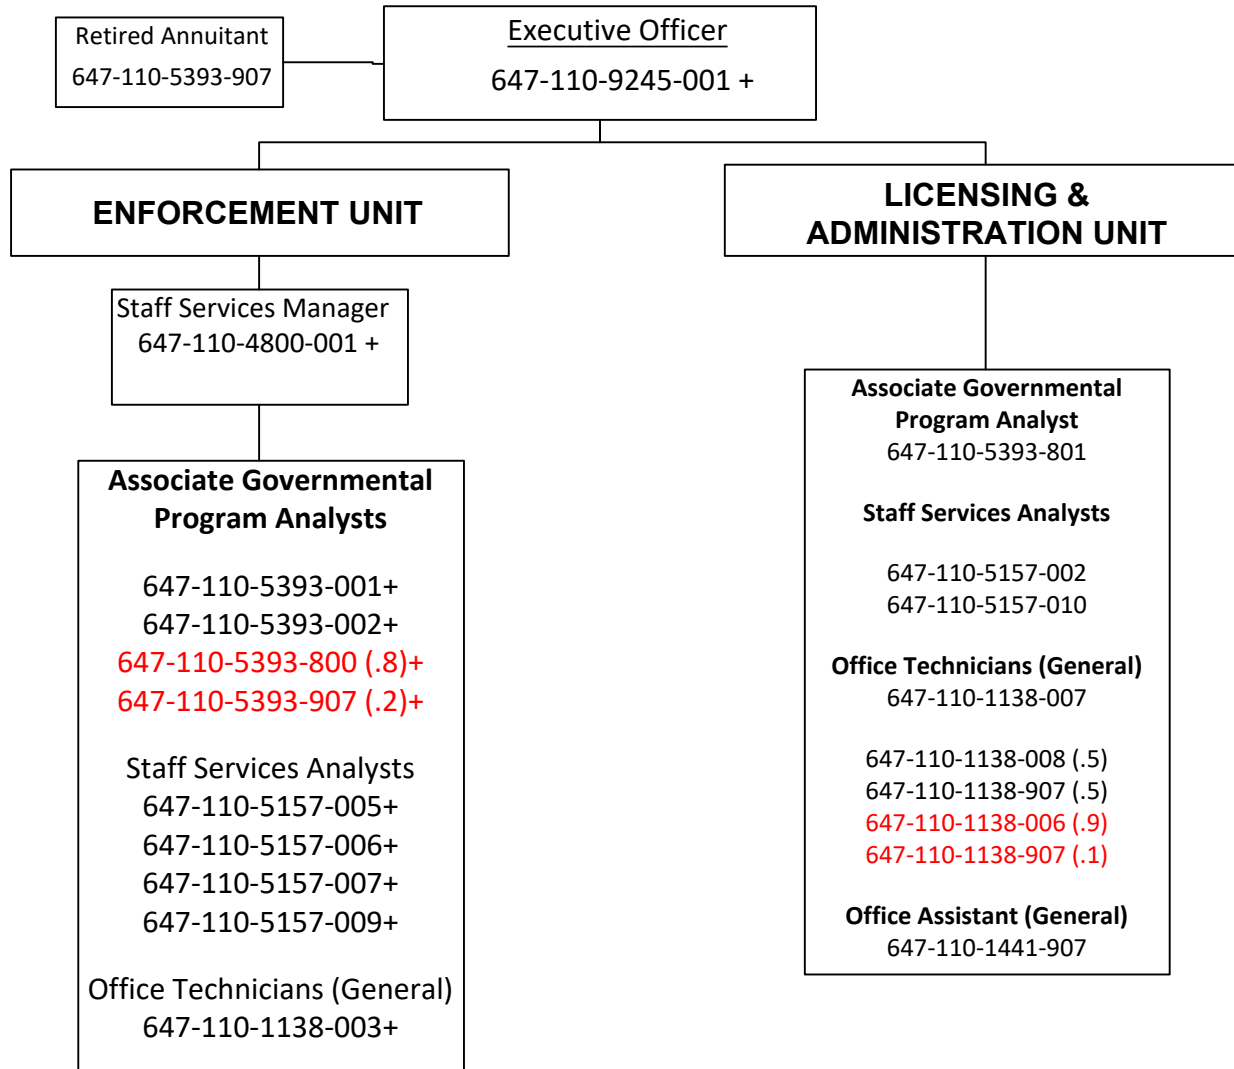 Retired Annuitant
647-110-5393-907
Executive Officer
647-110-9245-001 +
ENFORCEMENT UNIT
LICENSING &
ADMINISTRATION UNIT
Staff Services Manager
647-110-4800-001 +
Associate Governmental
Program Analysts
647-110-5393-001+
647-110-5393-002+
647-110-5393-800 (.8)+
647-110-5393-907 (.2)+
Staff Services Analysts
647-110-5157-005+
647-110-5157-006+
647-110-5157-007+
647-110-5157-009+
Office Technicians (General)
647-110-1138-003+
Associate Governmental
Program Analyst
647-110-5393-801
Staff Services Analysts
647-110-5157-002
647-110-5157-010
Office Technicians (General)
647-110-1138-007
647-110-1138-008 (.5)
647-110-1138-907 (.5)
647-110-1138-006 (.9)
647-110-1138-907 (.1)
Office Assistant (General)
647-110-1441-907